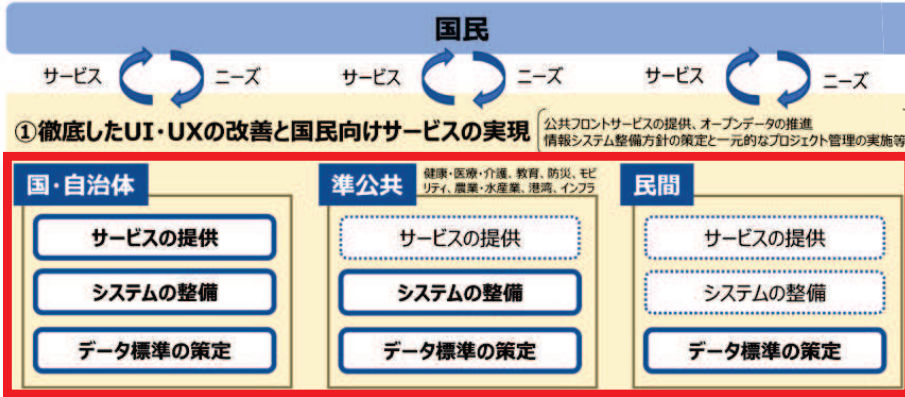 国民
サービス ニーズ サービス ニーズ サービス ニーズ
①徹底したUI・UXの改善と国民向けサービスの実現
公共フロントサービスの提供、オープンデータの推進
情報システム整備方針の策定と一元的なプロジェクト管理の実施等
国・自治体
サービスの提供
システムの整備
データ標準の策定
準公共
健康・医療・介護、教育、防災、モビ
リティ、農業・水産業、港湾、インフラ
サービスの提供
システムの整備
データ標準の策定
民間
サービスの提供
システムの整備
データ標準の策定